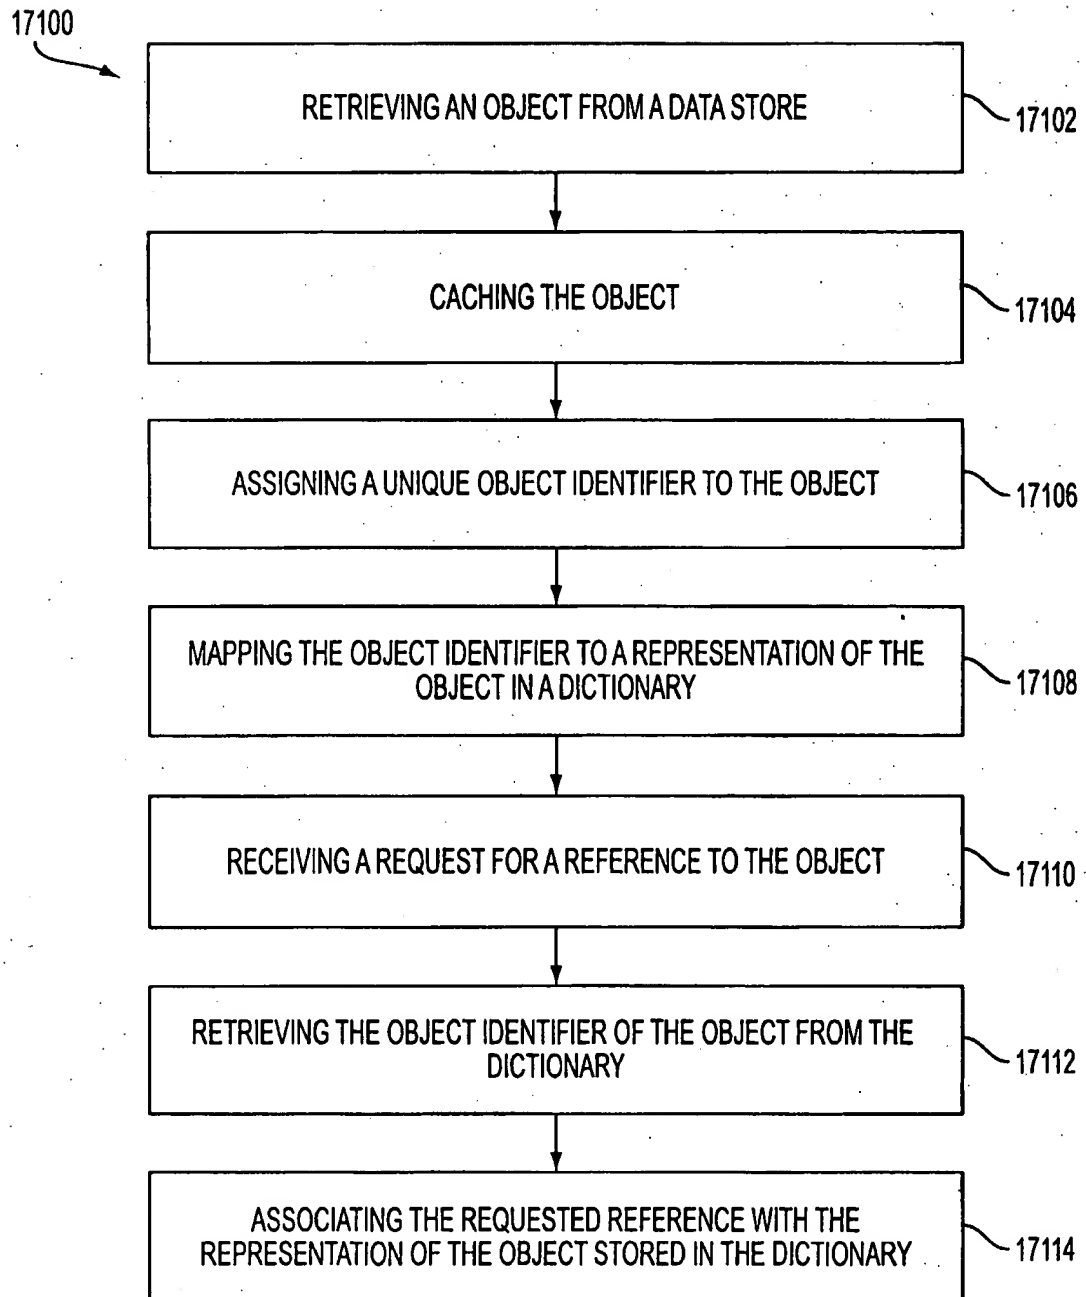 17100
RETRIEVING AN OBJECT FROM A DATA STORE
17102
CACHING THE OBJECT
17104
ASSIGNING A UNIQUE OBJECT IDENTIFIER TO THE OBJECT
17106
MAPPING THE OBJECT IDENTIFIER TO A REPRESENTATION OF THE
OBJECT IN A DICTIONARY
17108
RECEIVING A REQUEST FOR A REFERENCE TO THE OBJECT
17110
RETRIEVING THE OBJECT IDENTIFIER OF THE OBJECT FROM THE
DICTIONARY
17112
ASSOCIATING THE REQUESTED REFERENCE WITH THE
REPRESENTATION OF THE OBJECT STORED IN THE DICTIONARY
17114